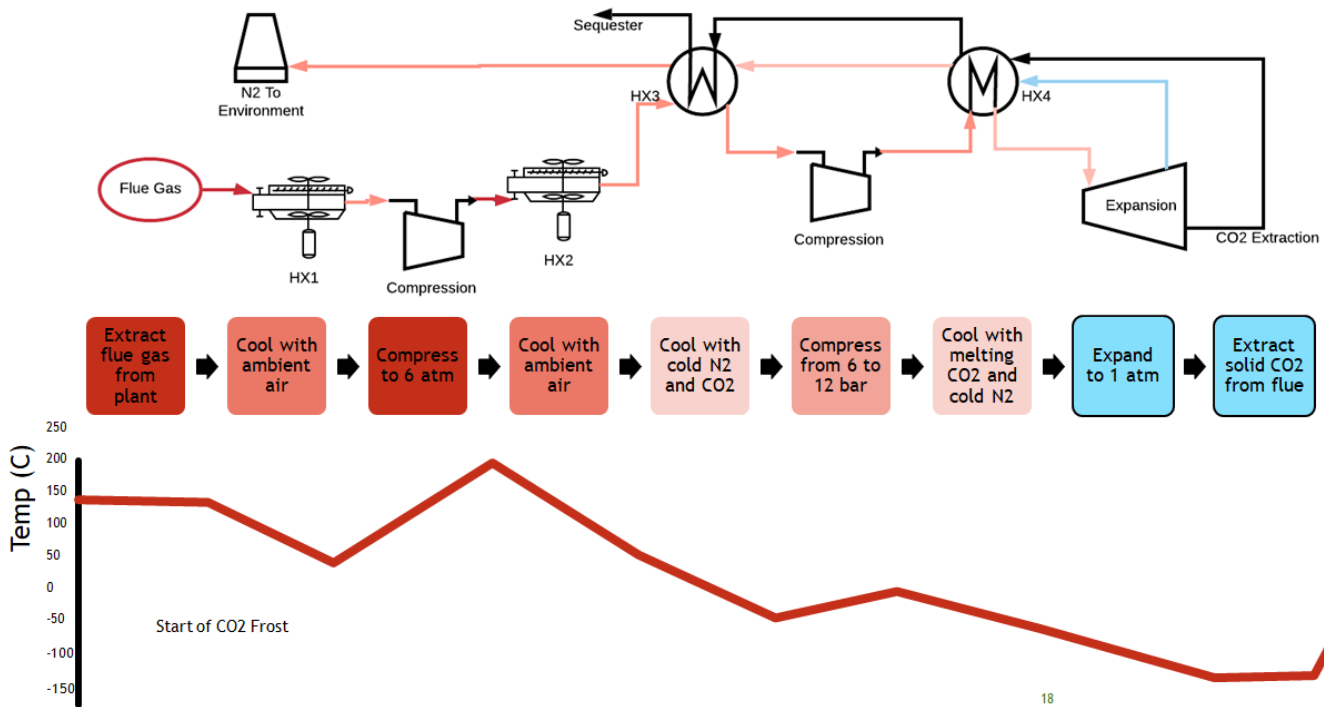 Sequester
HX3
HX4
N2 To
Environment
Flue Gas
HX1
Compression
HX2
Compression
Expansion
CO2 Extraction
Extract
flue gas
from
plant
Cool with
ambient
air
Compress
to 6 atm
Cool with
ambient
air
Cool with
cold N2
and CO2
Compress
from 6 to
12 bar
Cool with
melting
CO2 and
cold N2
Expand
to 1 atm
Extract
solid CO2
from flue
Temp (C)
250
200
150
100
50
0
-50
-100
-150
Start of CO2 Frost
18